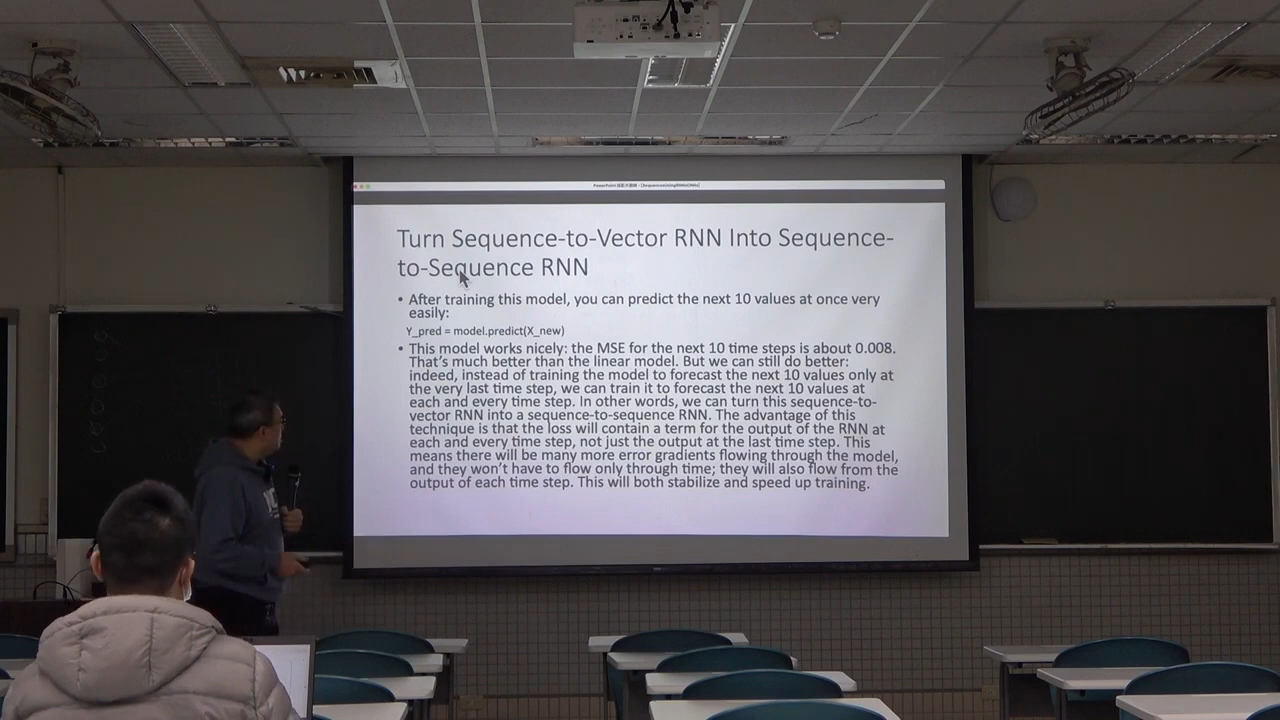 PowerPoint
Turn Sequence-to-Vector RNN Into Sequence-
to-Sequence RNN
• After training this model, you can predict the next 10 values at once very
easily:
Y_pred = model.predict(X_new)
• This model works nicely: the MSE for the next 10 time steps is about 0.008.
That's much better than the linear model. But we can still do better:
indeed, instead of training the model to forecast the next 10 values only at
the very last time step, we can train it to forecast the next 10 values at
each and every time step. In other words, we can turn this sequence-to-
vector RNN into a sequence-to-sequence RNN. The advantage of this
technique is that the loss will contain a term for the output of the RNN at
each and every time step, not just the output at the last time step. This
means there will be many more error gradients flowing through the model,
and they won't have to flow only through time; they will also flow from the
output of each time step. This will both stabilize and speed up training.